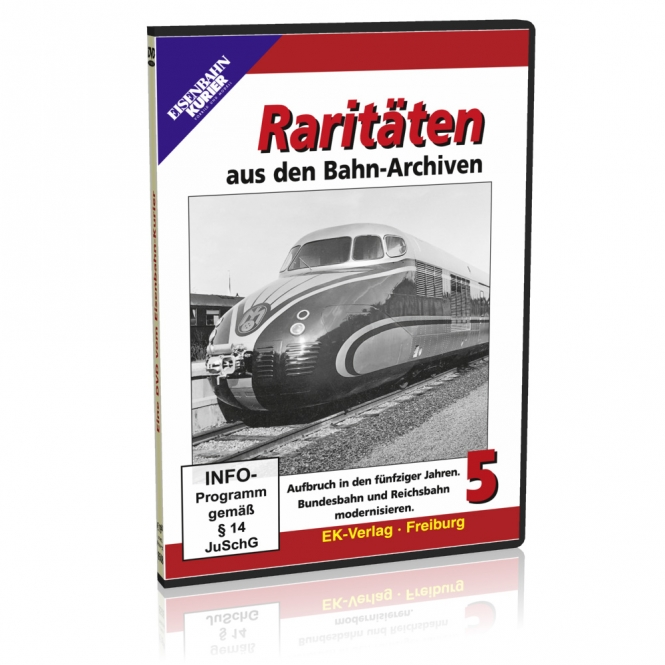 EISENBAHN
KURIER
Raritäten
aus den Bahn-Archiven
Eine DVD vom Eisenbahn-Kurier
INFO-
Programm
gemäß
§ 14
JuSchG
Aufbruch in den fünfziger Jahren.
Bundesbahn und Reichsbahn
modernisieren.
5
EK-Verlag · Freiburg